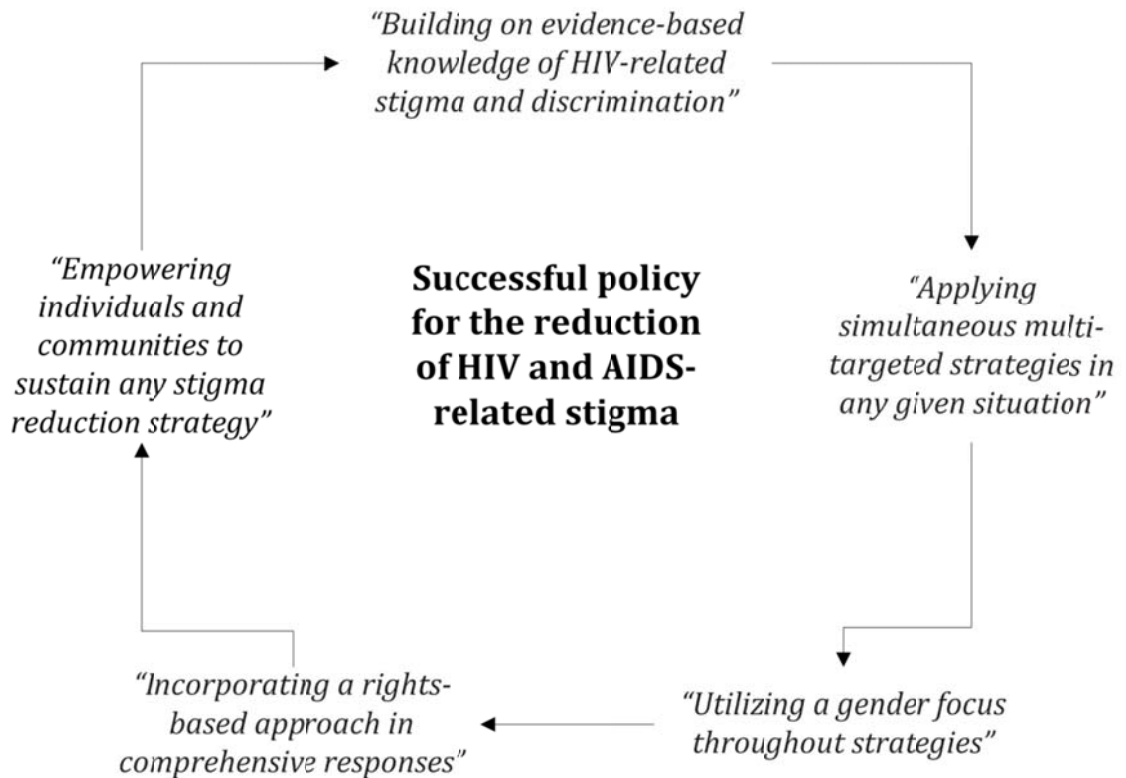 “Building on evidence-based
knowledge of HIV-related
stigma and discrimination”
“Empowering
individuals and
communities to
sustain any stigma
reduction strategy”
Successful policy
for the reduction
of HIV and AIDS-
related stigma
“Applying
simultaneous multi-
targeted strategies in
any given situation”
“Incorporating a rights-
based approach in
comprehensive responses”
“Utilizing a gender focus
throughout strategies”